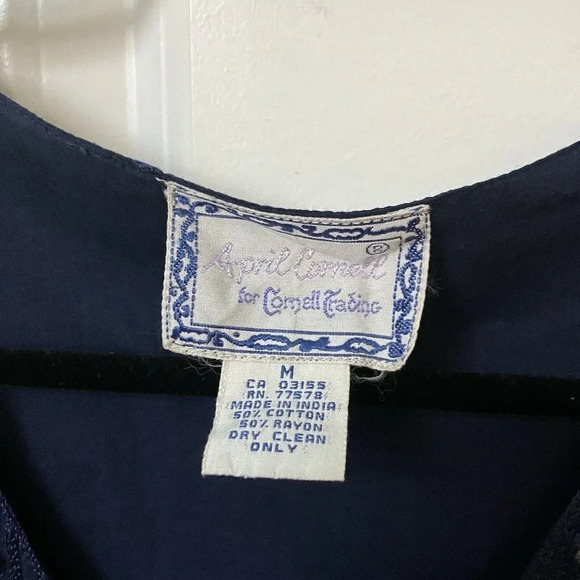 April Cornell ®
for Cornell Trading
M
CA 03155
RN. 77578
MADE IN INDIA
50% COTTON
50% RAYON
DRY CLEAN
ONLY